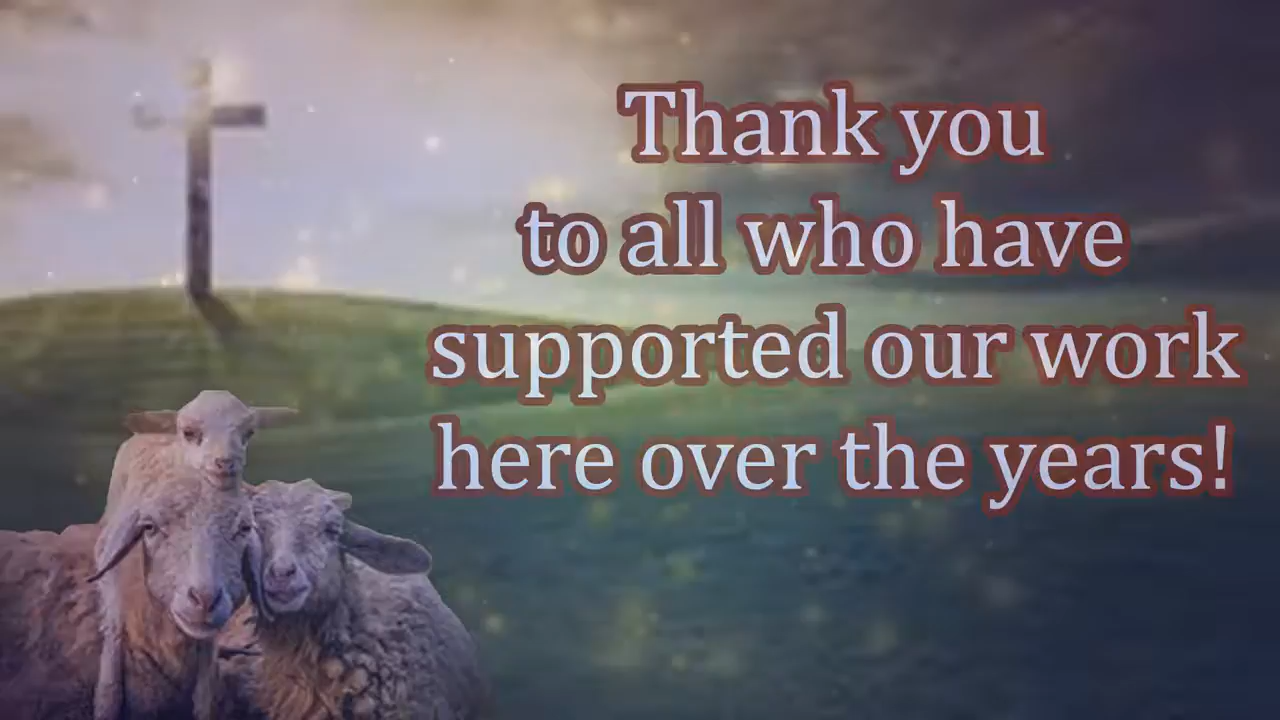 Thank you
to all who have
supported our work
here over the years!